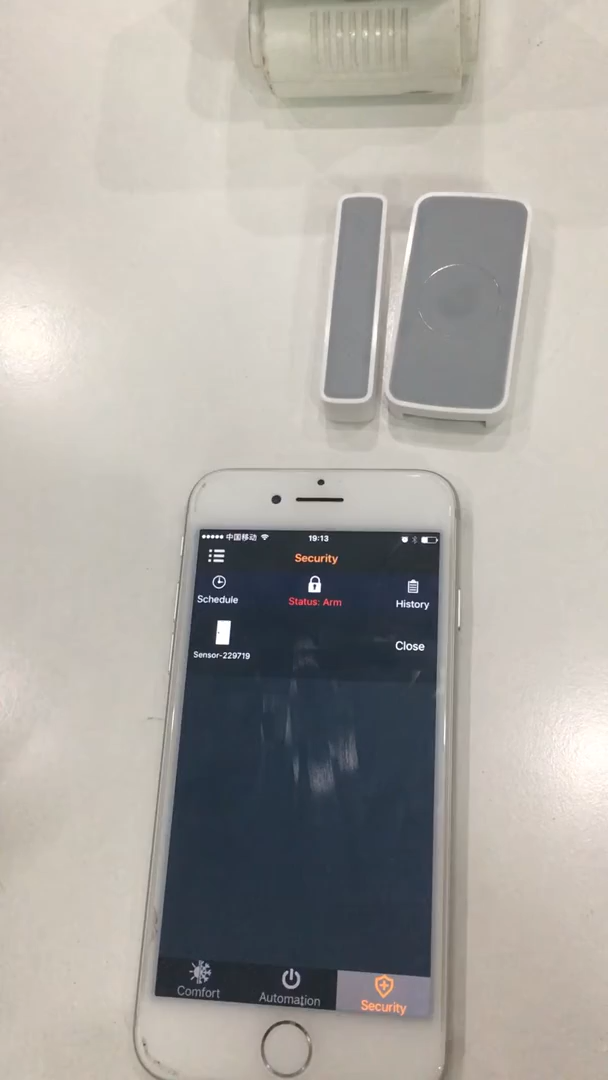 中国移动
19:13
Security
Schedule
Status: Arm
History
Sensor-229719
Close
Comfort
Automation
Security